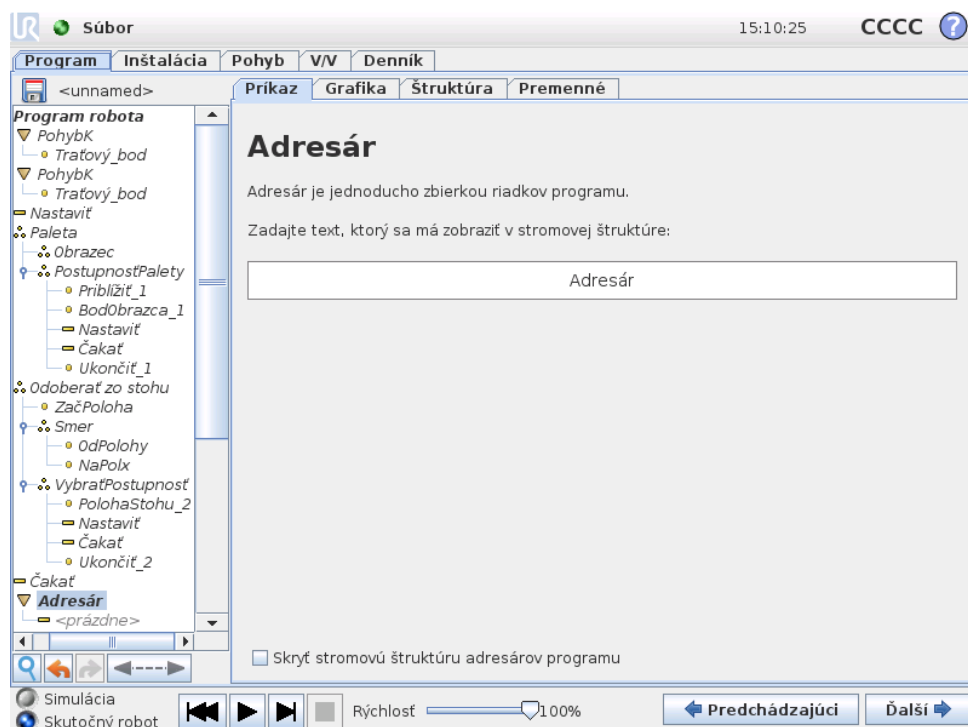 UR Súbor 15:10:25 CCCC ?
Program Inštalácia Pohyb V/V Denník
<unnamed>
Príkaz Grafika Štruktúra Premenné
Program robota
PohybK
Traťový_bod
PohybK
Traťový_bod
Nastaviť
Paleta
Obrazec
PostupnosťPalety
Priblížiť_1
BodObrazca_1
Nastaviť
Čakať
Ukončiť_1
Odoberať zo stohu
ZačPoloha
Smer
OdPolohy
NaPolx
VybraťPostupnosť
PolohaStohu_2
Nastaviť
Čakať
Ukončiť_2
Čakať
Adresár
<prázdne>
Adresár
Adresár je jednoducho zbierkou riadkov programu.
Zadajte text, ktorý sa má zobraziť v stromovej štruktúre:
Adresár
Skryť stromovú štruktúru adresárov programu
Simulácia
Skutočný robot
Rýchlosť 100%
Predchádzajúci
Ďalší